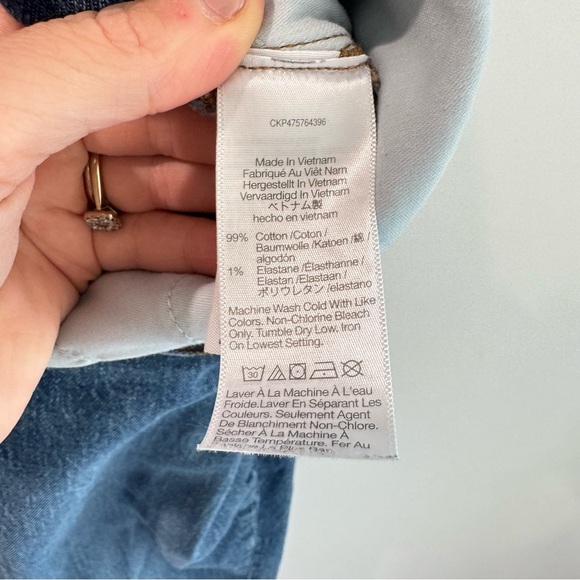 CKP475764396
Made In Vietnam
Fabriqué Au Việt Nam
Hergestellt In Vietnam
Vervaardigd In Vietnam
ベトナム製
hecho en vietnam
99% Cotton /Coton /
Baumwolle /Katoen /綿
algodón
1% Elastane /Élasthanne /
Elastan /Elastaan /
ポリウレタン /elastano
Machine Wash Cold With Like
Colors. Non-Chlorine Bleach
Only. Tumble Dry Low, Iron
On Lowest Setting.
30
Laver À La Machine À L'eau
Froide.Laver En Séparant Les
Couleurs. Seulement Agent
De Blanchiment Non-Chlore.
Sécher À La Machine À
Basse Température. Fer Au